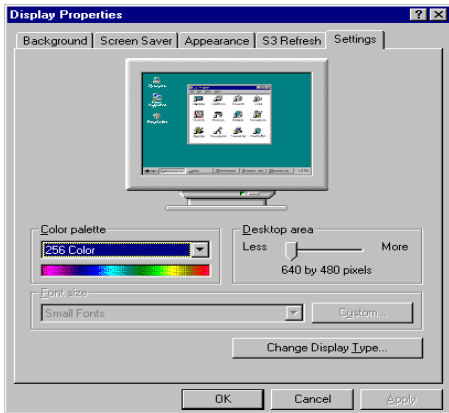 Display Properties
Background
Screen Saver
Appearance
S3 Refresh
Settings
Color palette
256 Color
Desktop area
Less
More
640 by 480 pixels
Font size
Small Fonts
Custom...
Change Display Type...
OK
Cancel
Apply